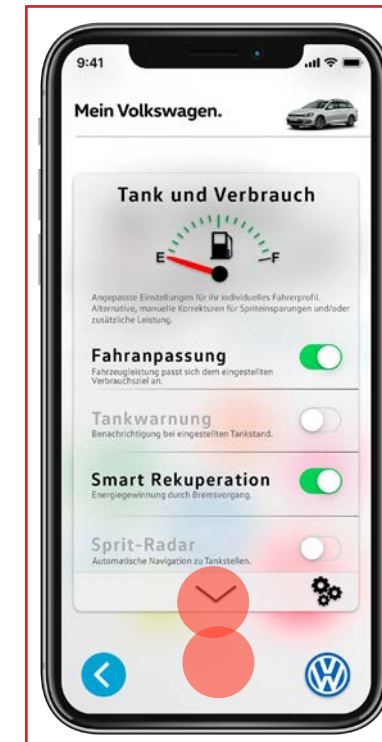 9:41
Mein Volkswagen.
Tank und Verbrauch
E F
Angepasste Einstellungen für ihr individuelles Fahrerprofil.
Alternative, manuelle Korrekturen für Spriteinsparungen und/oder
zusätzliche Leistung.
Fahranpassung
Fahrzeugleistung passt sich dem eingestellten
Verbrauchsziel an.
Tankwarnung
Benachrichtigung bei eingestellten Tankstand.
Smart Rekuperation
Energiegewinnung durch Bremsvorgang.
Sprit-Radar
Automatische Navigation zu Tankstellen.